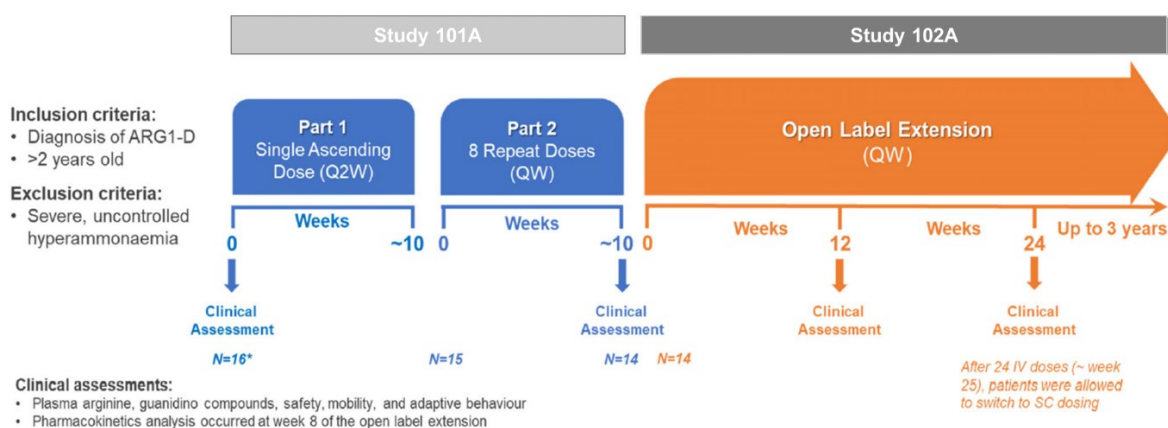 Study 101A
Study 102A
Inclusion criteria:
• Diagnosis of ARG1-D
• >2 years old
Exclusion criteria:
• Severe, uncontrolled
hyperammonaemia
Part 1
Single Ascending
Dose (Q2W)
Part 2
8 Repeat Doses
(QW)
Open Label Extension
(QW)
Weeks
0
~10
Weeks
0
~10
0
Weeks
12
Weeks
24
Up to 3 years
Clinical
Assessment
Clinical
Assessment
Clinical
Assessment
Clinical
Assessment
N=16*
N=15
N=14
N=14
After 24 IV doses (~ week
25), patients were allowed
to switch to SC dosing
Clinical assessments:
• Plasma arginine, guanidino compounds, safety, mobility, and adaptive behaviour
• Pharmacokinetics analysis occurred at week 8 of the open label extension